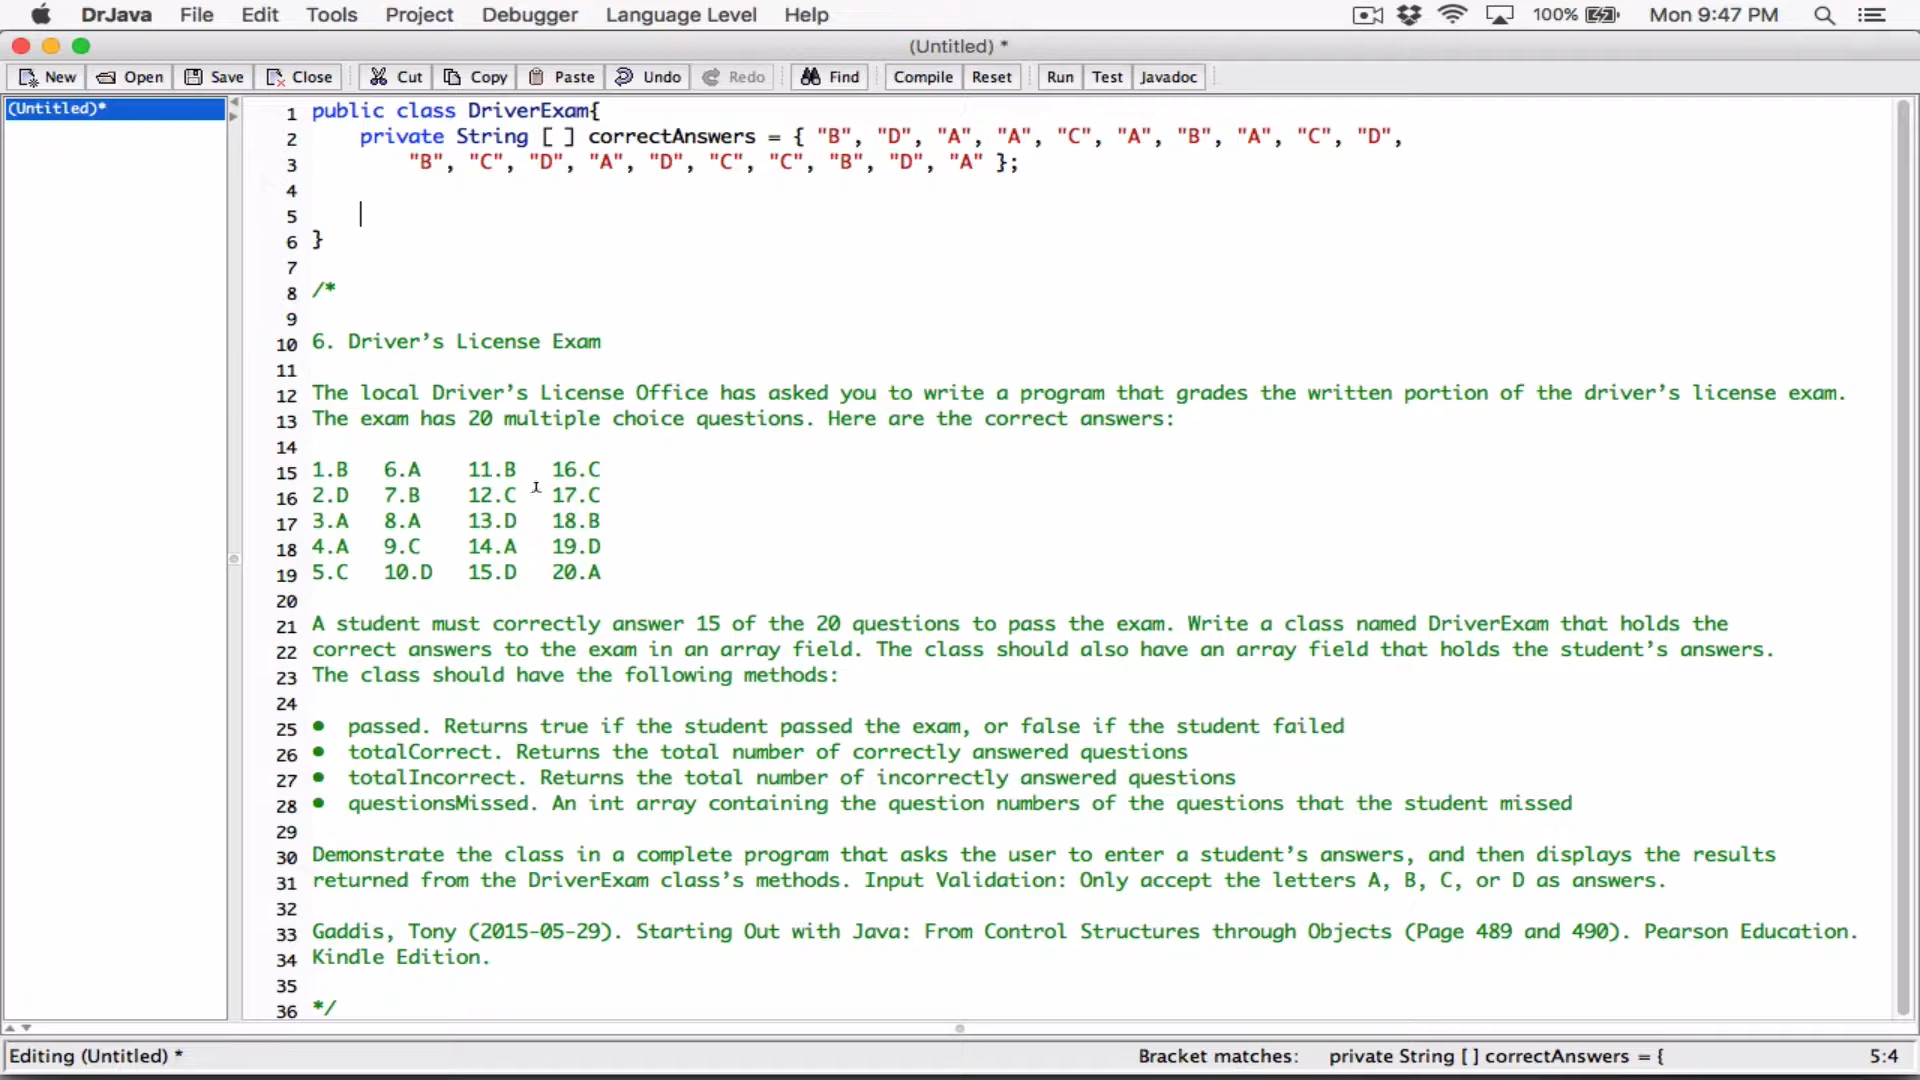 DrJava File Edit Tools Project Debugger Language Level Help 100% Mon 9:47 PM
(Untitled) *
New Open Save Close Cut Copy Paste Undo Redo Find Compile Reset Run Test Javadoc
(Untitled)*
1 public class DriverExam{
2 private String [ ] correctAnswers = { "B", "D", "A", "A", "C", "A", "B", "A", "C", "D",
3 "B", "C", "D", "A", "D", "C", "C", "B", "D", "A" };
4
5
6 }
7
8 /*
9
10 6. Driver’s License Exam
11
12 The local Driver’s License Office has asked you to write a program that grades the written portion of the driver’s license exam.
13 The exam has 20 multiple choice questions. Here are the correct answers:
14
15 1.B 6.A 11.B 16.C
16 2.D 7.B 12.C 17.C
17 3.A 8.A 13.D 18.B
18 4.A 9.C 14.A 19.D
19 5.C 10.D 15.D 20.A
20
21 A student must correctly answer 15 of the 20 questions to pass the exam. Write a class named DriverExam that holds the
22 correct answers to the exam in an array field. The class should also have an array field that holds the student’s answers.
23 The class should have the following methods:
24
25 ● passed. Returns true if the student passed the exam, or false if the student failed
26 ● totalCorrect. Returns the total number of correctly answered questions
27 ● totalIncorrect. Returns the total number of incorrectly answered questions
28 ● questionsMissed. An int array containing the question numbers of the questions that the student missed
29
30 Demonstrate the class in a complete program that asks the user to enter a student’s answers, and then displays the results
31 returned from the DriverExam class’s methods. Input Validation: Only accept the letters A, B, C, or D as answers.
32
33 Gaddis, Tony (2015-05-29). Starting Out with Java: From Control Structures through Objects (Page 489 and 490). Pearson Education.
34 Kindle Edition.
35
36 */
Editing (Untitled) * Bracket matches: private String [ ] correctAnswers = { 5:4